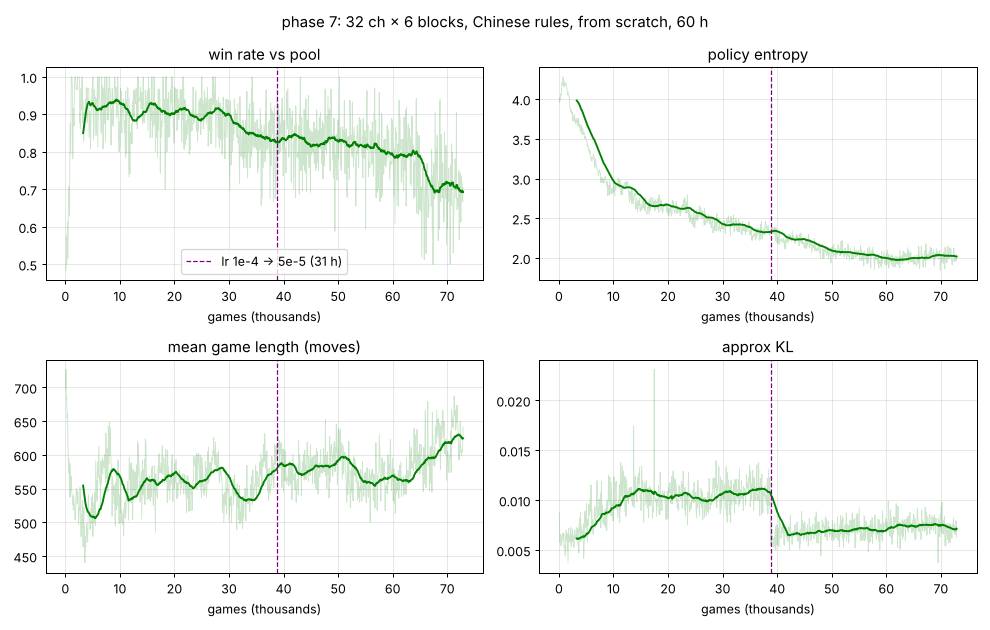 phase 7: 32 ch × 6 blocks, Chinese rules, from scratch, 60 h
win rate vs pool
1.0
0.9
0.8
0.7
0.6
0.5
lr 1e-4 → 5e-5 (31 h)
0 10 20 30 40 50 60 70
games (thousands)
policy entropy
4.0
3.5
3.0
2.5
2.0
0 10 20 30 40 50 60 70
games (thousands)
mean game length (moves)
700
650
600
550
500
450
0 10 20 30 40 50 60 70
games (thousands)
approx KL
0.020
0.015
0.010
0.005
0 10 20 30 40 50 60 70
games (thousands)